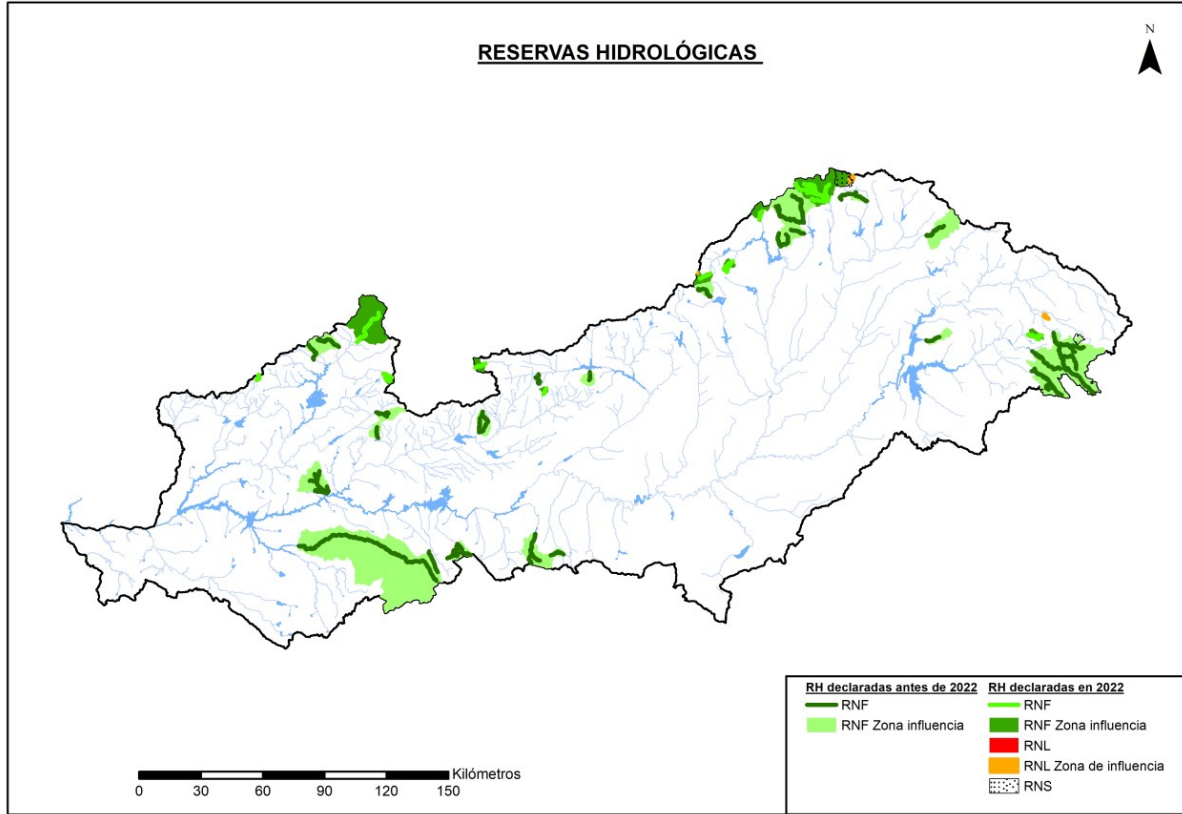 RESERVAS HIDROLÓGICAS
N
RH declaradas antes de 2022
RNF
RNF Zona influencia
RH declaradas en 2022
RNF
RNF Zona influencia
RNL
RNL Zona de influencia
RNS
Kilómetros
0 30 60 90 120 150